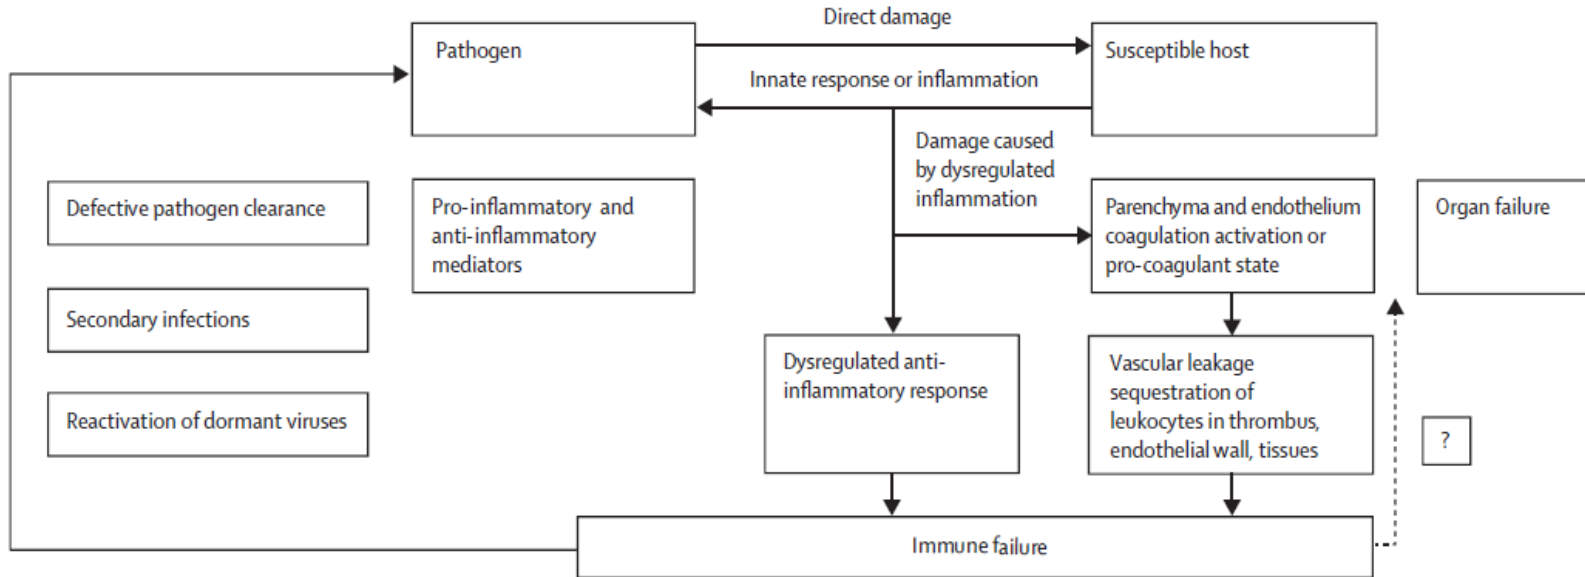 Direct damage
Pathogen
Susceptible host
Innate response or inflammation
Damage caused
by dysregulated
inflammation
Defective pathogen clearance
Pro-inflammatory and
anti-inflammatory
mediators
Parenchyma and endothelium
coagulation activation or
pro-coagulant state
Organ failure
Secondary infections
Dysregulated anti-
inflammatory response
Vascular leakage
sequestration of
leukocytes in thrombus,
endothelial wall, tissues
Reactivation of dormant viruses
?
Immune failure